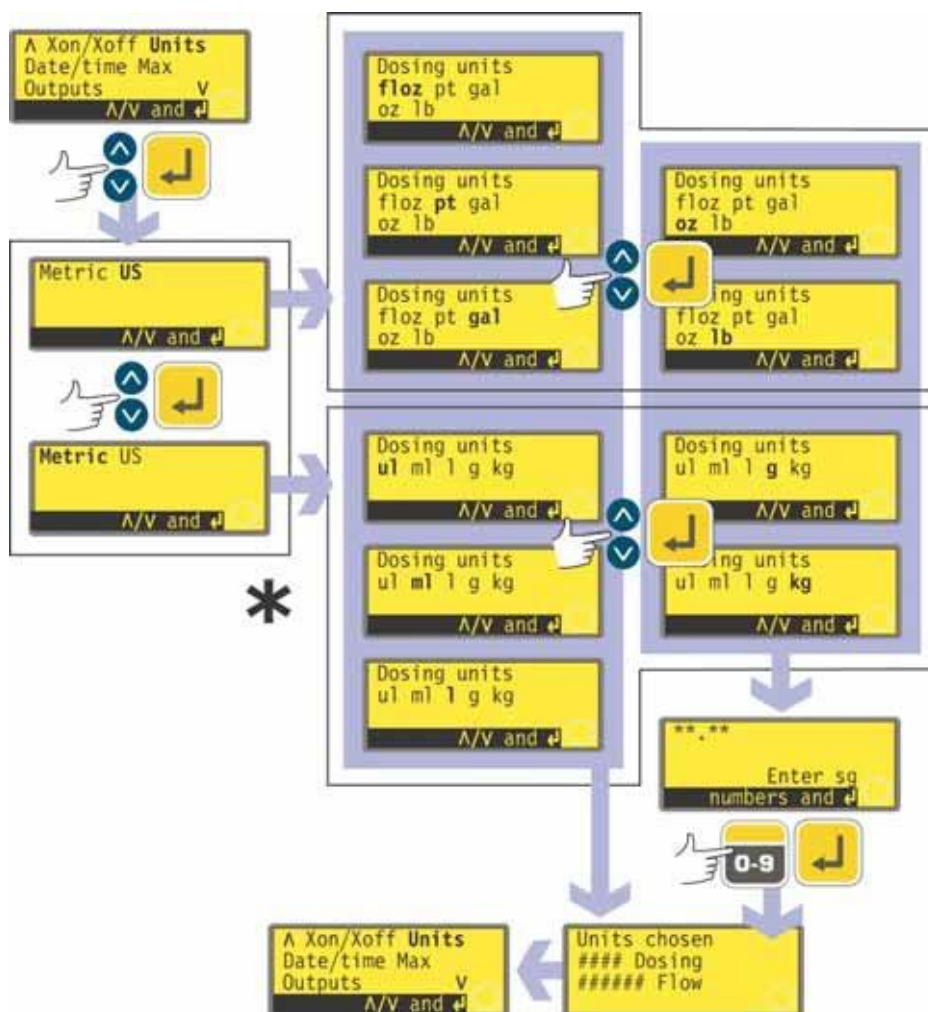 Λ Xon/Xoff Units
Date/time Max
Outputs V
Λ/V and ↵
Metric US
Λ/V and ↵
Metric US
Λ/V and ↵
Dosing units
floz pt gal
oz lb
Λ/V and ↵
Dosing units
floz pt gal
oz lb
Λ/V and ↵
Dosing units
floz pt gal
oz lb
Λ/V and ↵
Dosing units
floz pt gal
oz lb
Λ/V and ↵
ing units
floz pt gal
oz lb
Λ/V and ↵
Dosing units
ul ml l g kg
Λ/V and ↵
Dosing units
ul ml l g kg
Λ/V and ↵
Dosing units
ul ml l g kg
Λ/V and ↵
Dosing units
ul ml l g kg
Λ/V and ↵
ing units
ul ml l g kg
Λ/V and ↵
*
**.**
Enter sg
numbers and ↵
0-9
Units chosen
#### Dosing
###### Flow
Λ Xon/Xoff Units
Date/time Max
Outputs V
Λ/V and ↵